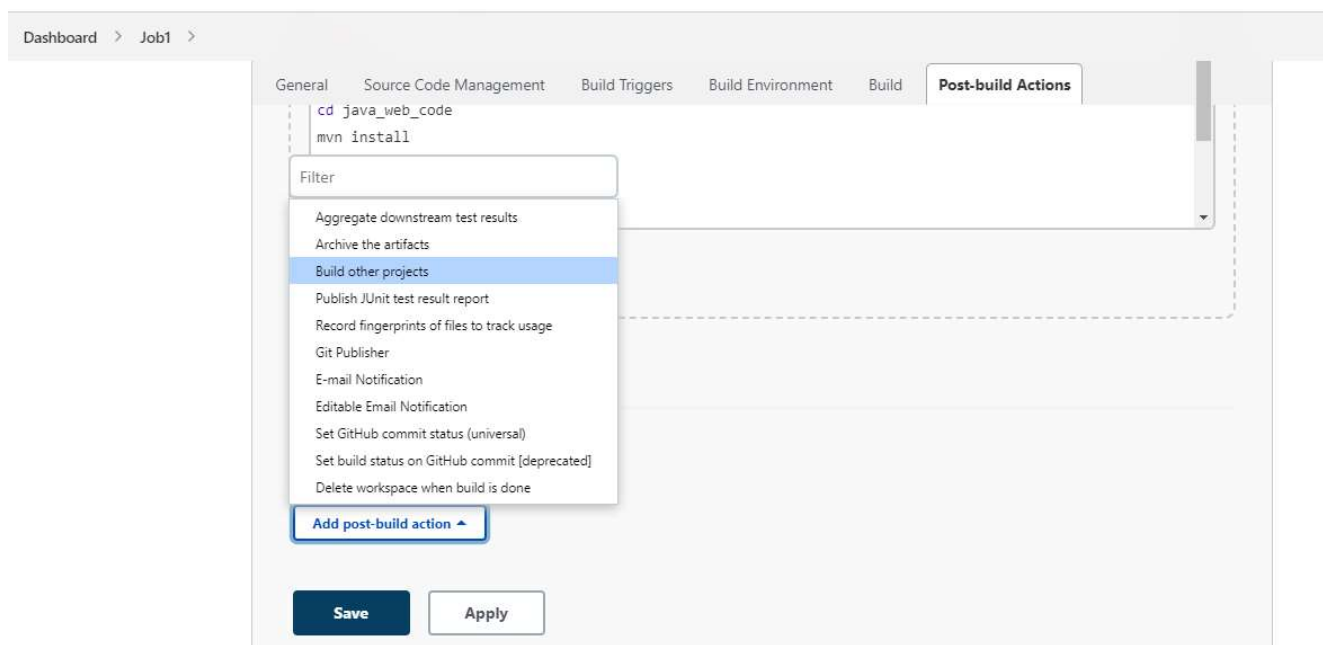 Dashboard > Job1 >
General Source Code Management Build Triggers Build Environment Build Post-build Actions
cd java_web_code
mvn install
Filter
Aggregate downstream test results
Archive the artifacts
Build other projects
Publish JUnit test result report
Record fingerprints of files to track usage
Git Publisher
E-mail Notification
Editable Email Notification
Set GitHub commit status (universal)
Set build status on GitHub commit [deprecated]
Delete workspace when build is done
Add post-build action
Save Apply